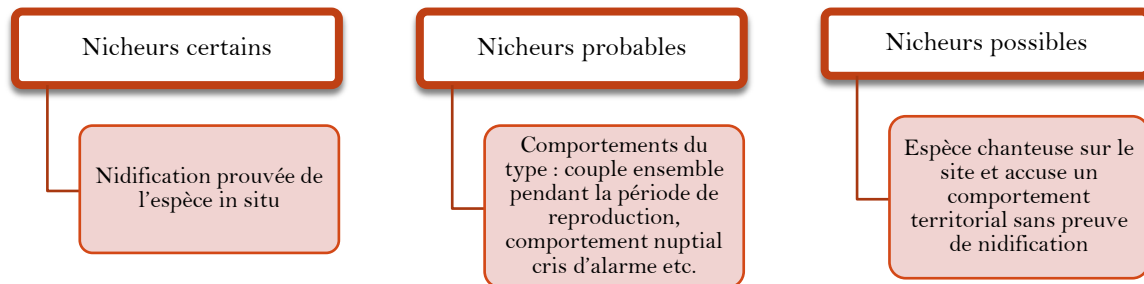 Nicheurs certains
Nidification prouvée de
l'espèce in situ
Nicheurs probables
Comportements du
type : couple ensemble
pendant la période de
reproduction,
comportement nuptial
cris d'alarme etc.
Nicheurs possibles
Espèce chanteuse sur le
site et accuse un
comportement
territorial sans preuve
de nidification